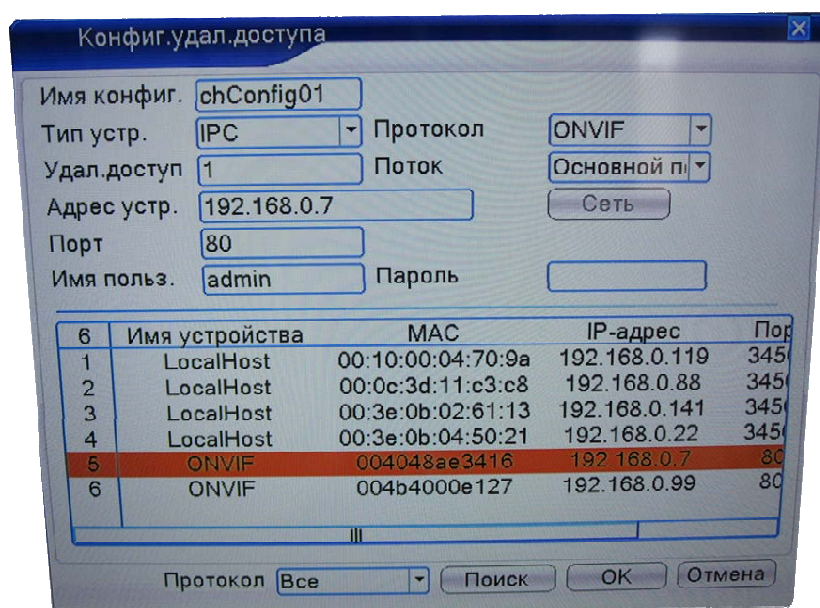 Конфиг.удал.доступа
Имя конфиг. chConfig01
Тип устр. IPC Протокол ONVIF
Удал.доступ 1 Поток Основной п
Адрес устр. 192.168.0.7 Сеть
Порт 80
Имя польз. admin Пароль
6 Имя устройства MAC IP-адрес Пор
1 LocalHost 00:10:00:04:70:9a 192.168.0.119 345
2 LocalHost 00:0c:3d:11:c3:c8 192.168.0.88 345
3 LocalHost 00:3e:0b:02:61:13 192.168.0.141 345
4 LocalHost 00:3e:0b:04:50:21 192.168.0.22 345
5 ONVIF 004048ae3416 192.168.0.7 80
6 ONVIF 004b4000e127 192.168.0.99 80
Протокол Все Поиск OK Отмена